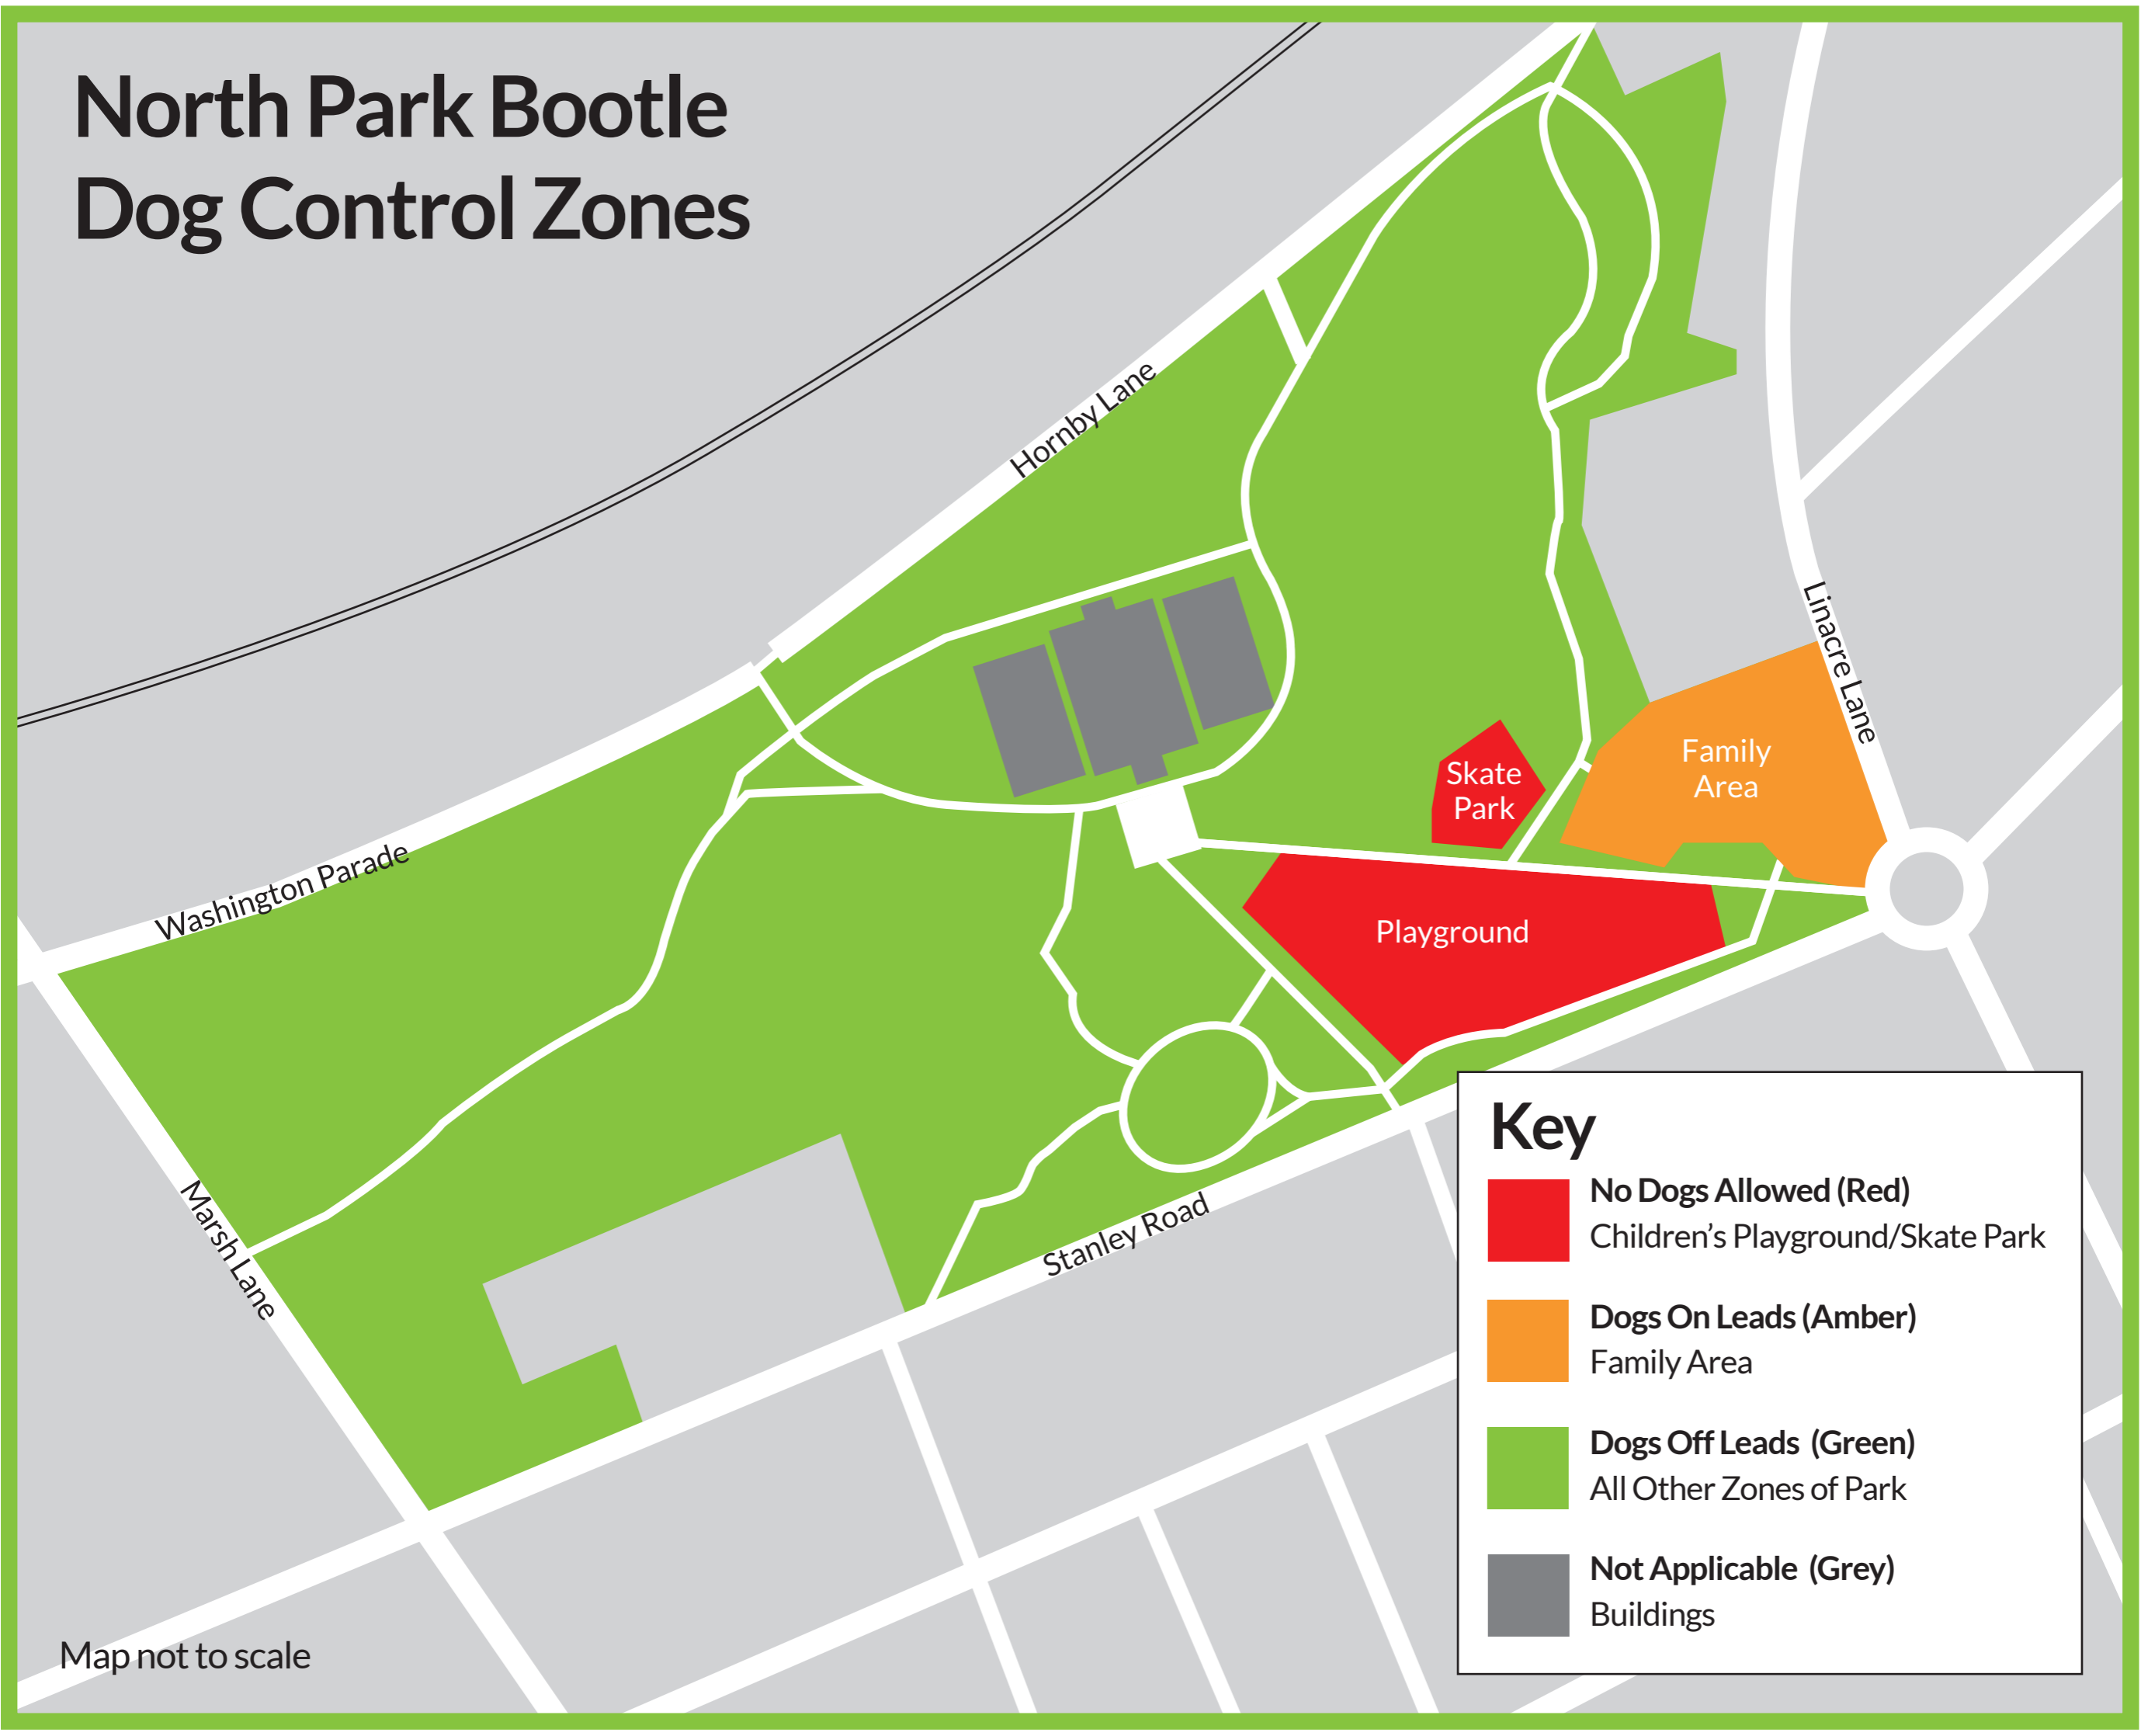 North Park Bootle
Dog Control Zones
Hornby Lane
Linacre Lane
Skate
Park
Family
Area
Washington Parade
Playground
Marsh Lane
Stanley Road
Key
No Dogs Allowed (Red)
Children’s Playground/Skate Park
Dogs On Leads (Amber)
Family Area
Dogs Off Leads (Green)
All Other Zones of Park
Not Applicable (Grey)
Buildings
Map not to scale